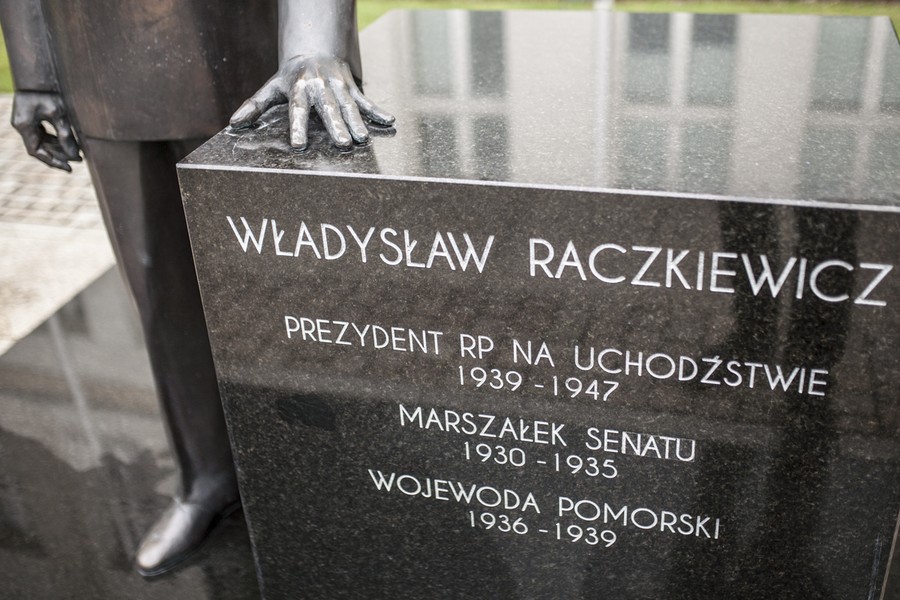 WŁADYSŁAW RACZKIEWICZ
PREZYDENT RP NA UCHODŹSTWIE
1939 - 1947
MARSZAŁEK SENATU
1930 - 1935
WOJEWODA POMORSKI
1936 - 1939